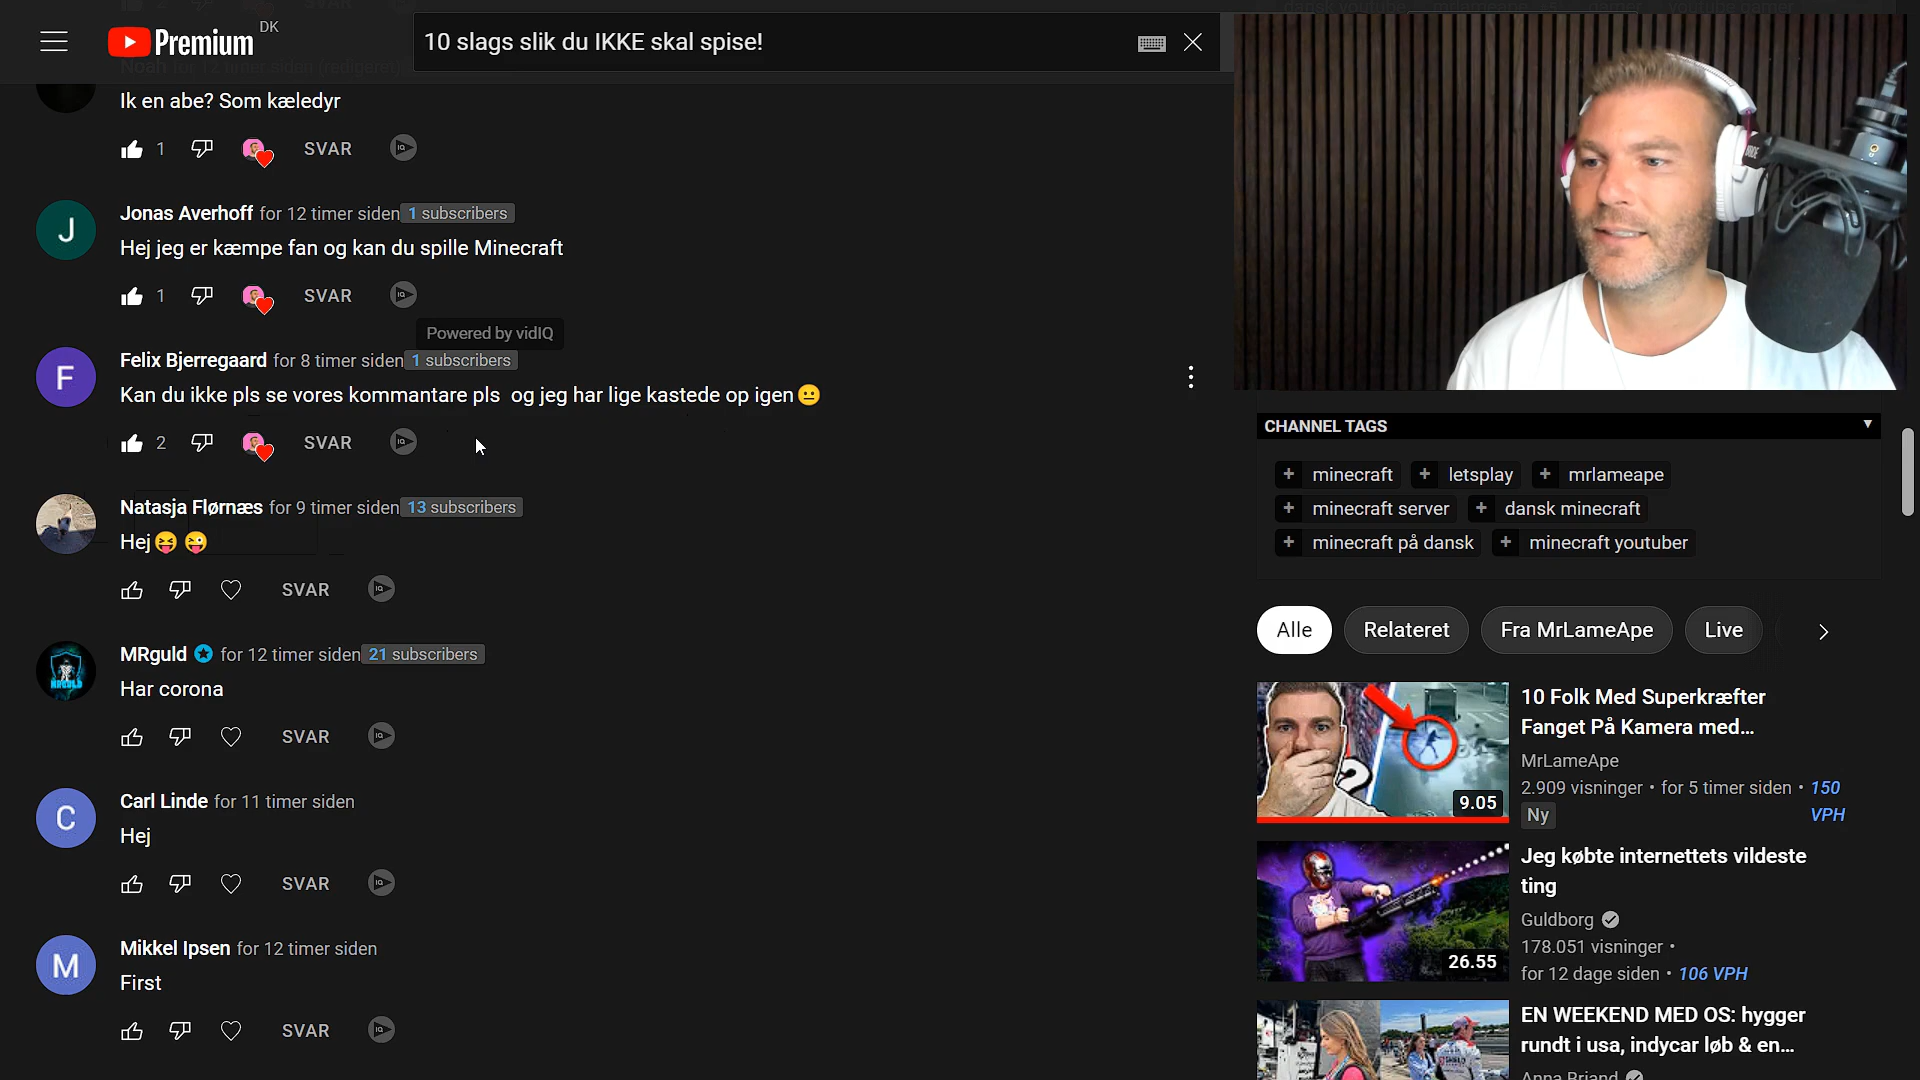 Premium
DK
10 slags slik du IKKE skal spise!
Noah for 12 timer siden (redigeret)
Ik en abe? Som kæledyr
1
SVAR
Jonas Averhoff for 12 timer siden 1 subscribers
Hej jeg er kæmpe fan og kan du spille Minecraft
1
SVAR
Powered by vidIQ
Felix Bjerregaard for 8 timer siden 1 subscribers
Kan du ikke pls se vores kommantare pls  og jeg har lige kastede op igen😐
2
SVAR
Natasja Flørnæs for 9 timer siden 13 subscribers
Hej😝😜
SVAR
MRguld for 12 timer siden 21 subscribers
Har corona
SVAR
Carl Linde for 11 timer siden
Hej
SVAR
Mikkel Ipsen for 12 timer siden
First
SVAR
J
F
C
M
CHANNEL TAGS
+ minecraft + letsplay + mrlameape
+ minecraft server + dansk minecraft
+ minecraft på dansk + minecraft youtuber
Alle Relateret Fra MrLameApe Live
10 Folk Med Superkræfter
Fanget På Kamera med...
MrLameApe
2.909 visninger • for 5 timer siden • 150
VPH
Ny
9.05
Jeg købte internettets vildeste
ting
Guldborg
178.051 visninger •
for 12 dage siden • 106 VPH
26.55
EN WEEKEND MED OS: hygger
rundt i usa, indycar løb & en...
Anna Briand